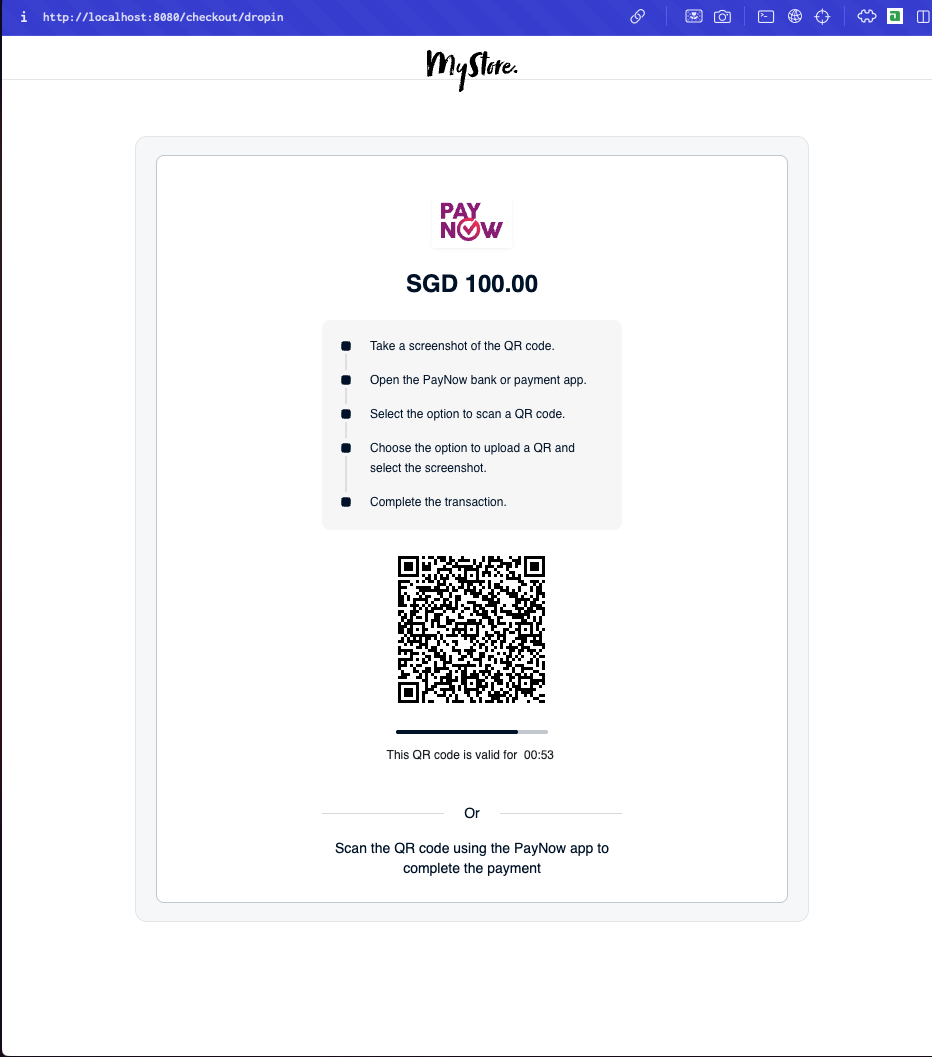 http://localhost:8080/checkout/dropin
MyStore.
PAY
NOW
SGD 100.00
Take a screenshot of the QR code.
Open the PayNow bank or payment app.
Select the option to scan a QR code.
Choose the option to upload a QR and
select the screenshot.
Complete the transaction.
This QR code is valid for 00:53
Or
Scan the QR code using the PayNow app to
complete the payment